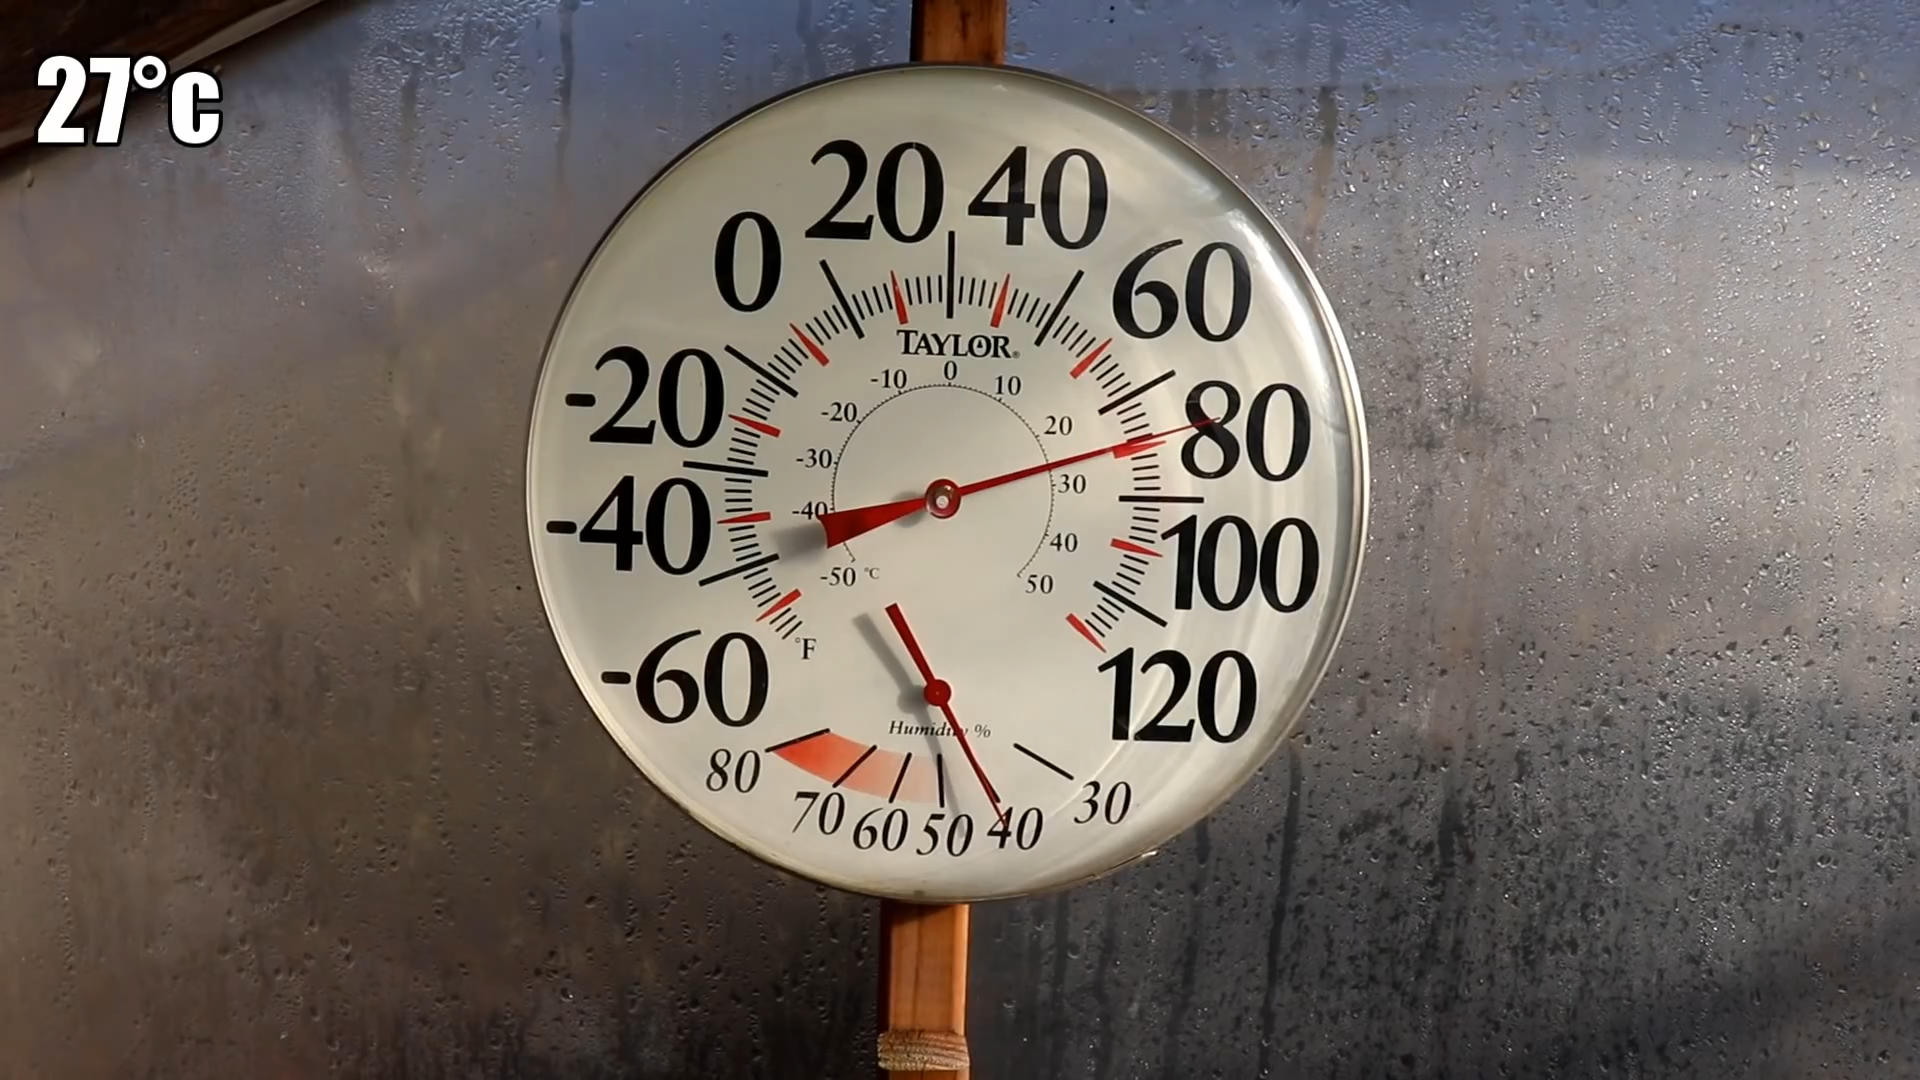 27°C
20 40
0 60
-20 80
-40 100
-60 120
TAYLOR®
-10 0 10
-20 20
-30 30
-40 40
-50 °C 50
°F
Humidity %
80 70 60 50 40 30